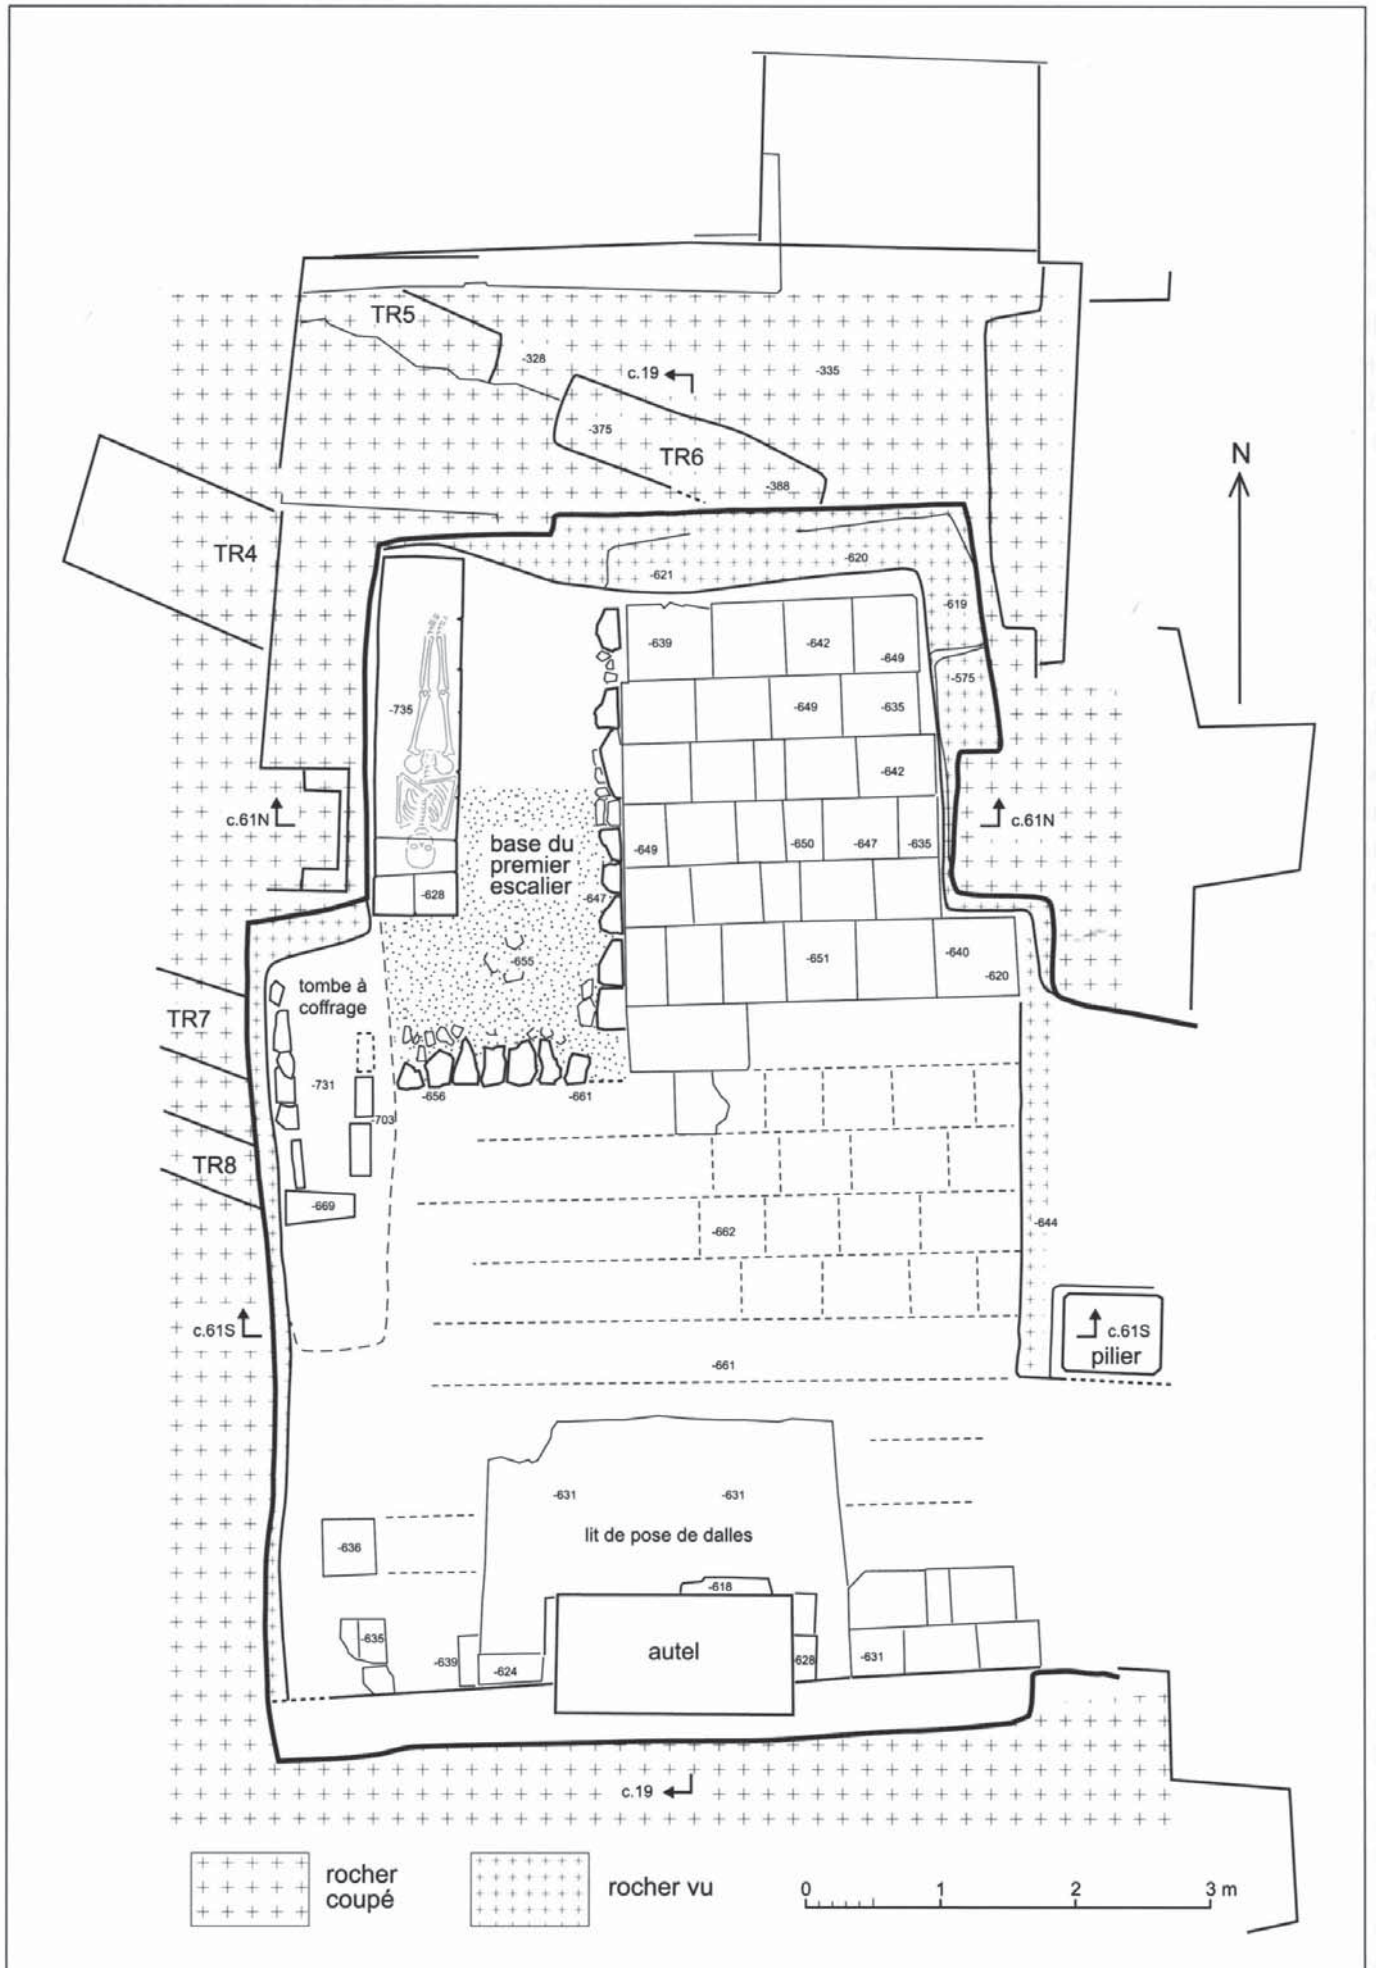 TR5
-328
c.19
-335
-375
TR6
-388
N
TR4
-620
-621
-619
-639
-642
-649
-575
-735
-649
-635
-642
c.61N
c.61N
base du
premier
escalier
-649
-650
-647
-635
-628
-647
-655
-651
-640
-620
tombe à
coffrage
TR7
-731
-656
-661
-703
TR8
-669
-662
-644
c.61S
c.61S
pilier
-661
-631
-631
lit de pose de dalles
-636
-618
-635
autel
-639
-624
-628
-631
c.19
rocher
coupé
rocher vu
0
1
2
3 m